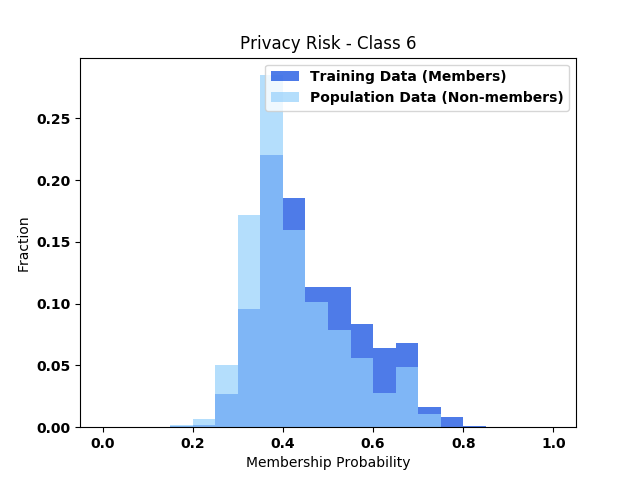 Privacy Risk - Class 6
Training Data (Members)
Population Data (Non-members)
Fraction
0.25
0.20
0.15
0.10
0.05
0.00
0.0 0.2 0.4 0.6 0.8 1.0
Membership Probability